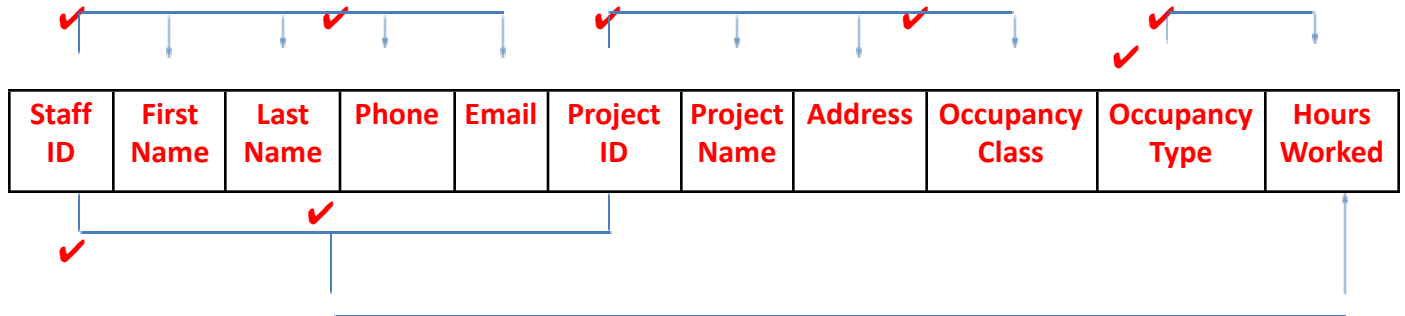 Staff First Last Phone Email Project Project Address Occupancy Occupancy Hours
ID Name Name ID Name Class Type Worked